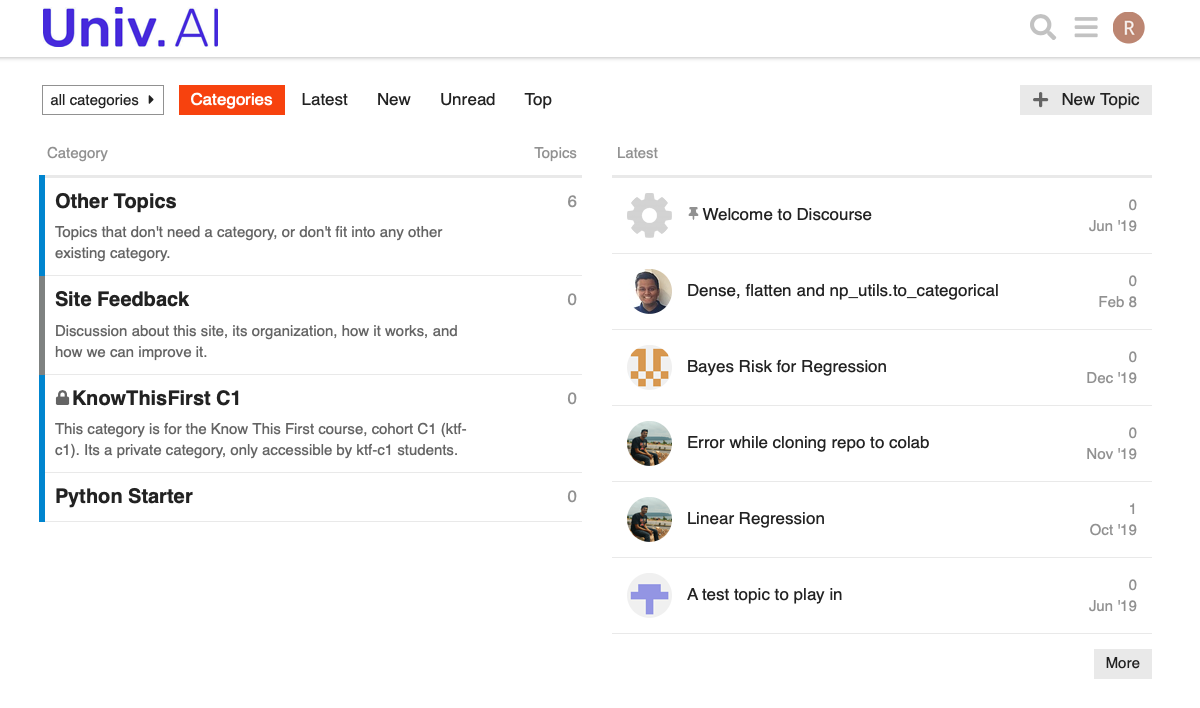 Univ.AI
R
all categories
Categories
Latest
New
Unread
Top
New Topic
Category
Topics
Other Topics
6
Topics that don't need a category, or don't fit into any other
existing category.
Site Feedback
0
Discussion about this site, its organization, how it works, and
how we can improve it.
KnowThisFirst C1
0
This category is for the Know This First course, cohort C1 (ktf-
c1). Its a private category, only accessible by ktf-c1 students.
Python Starter
0
Latest
Welcome to Discourse
0
Jun '19
Dense, flatten and np_utils.to_categorical
0
Feb 8
Bayes Risk for Regression
0
Dec '19
Error while cloning repo to colab
0
Nov '19
Linear Regression
1
Oct '19
A test topic to play in
0
Jun '19
More